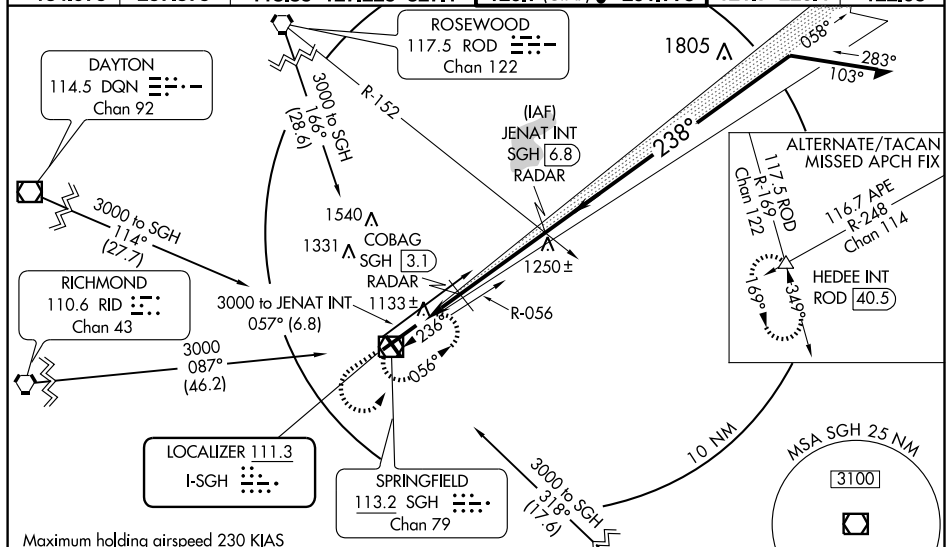 ROSEWOOD
117.5 ROD
Chan 122
1805
058°
283°
103°
DAYTON
114.5 DQN
Chan 92
3000 to SGH
166°
(28.6)
R-152
(IAF)
JENAT INT
SGH 6.8
RADAR
238°
ALTERNATE/TACAN
MISSED APCH FIX
117.5 ROD
R-169
Chan 122
116.7 APE
R-248
Chan 114
HEDEE INT
ROD 40.5
169°
349°
3000 to SGH
114°
(27.7)
1540
1331
COBAG
SGH 3.1
RADAR
1250±
RICHMOND
110.6 RID
Chan 43
3000 to JENAT INT
057° (6.8)
1133±
R-056
236°
056°
3000
087°
(46.2)
LOCALIZER 111.3
I-SGH
SPRINGFIELD
113.2 SGH
Chan 79
10 NM
3000 to SGH
318°
(17.6)
MSA SGH 25 NM
3100
Maximum holding airspeed 230 KIAS